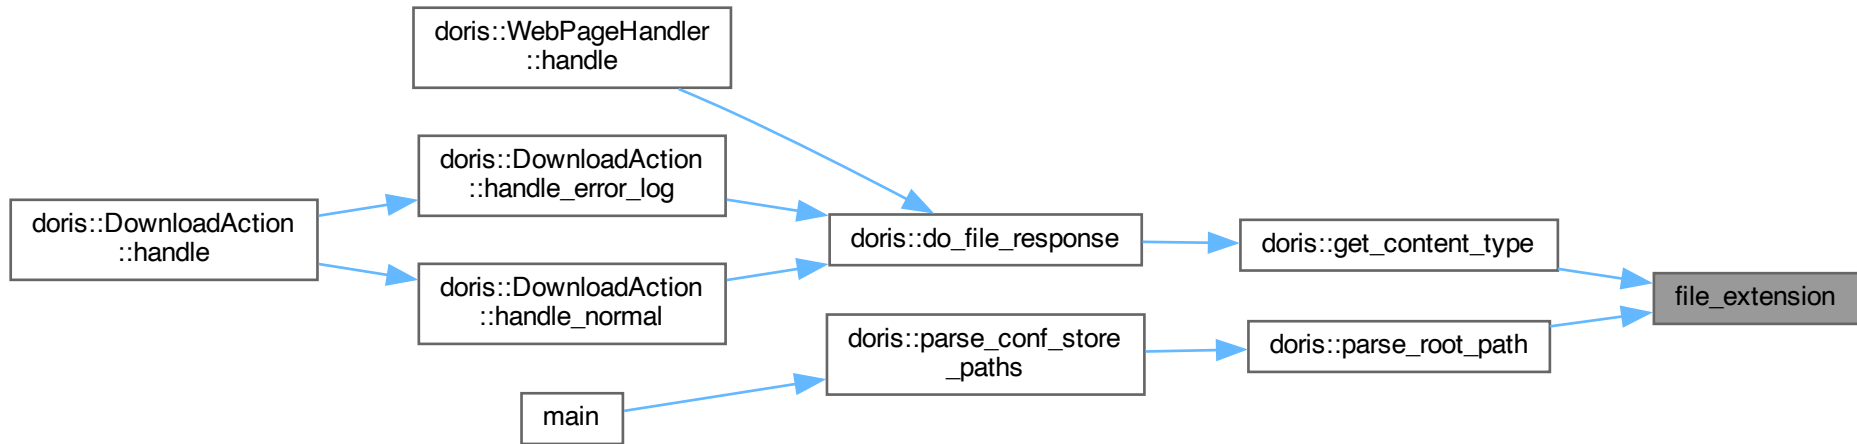 doris::WebPageHandler
::handle
doris::DownloadAction
::handle_error_log
doris::DownloadAction
::handle
doris::do_file_response
doris::get_content_type
doris::DownloadAction
::handle_normal
file_extension
doris::parse_conf_store
_paths
doris::parse_root_path
main